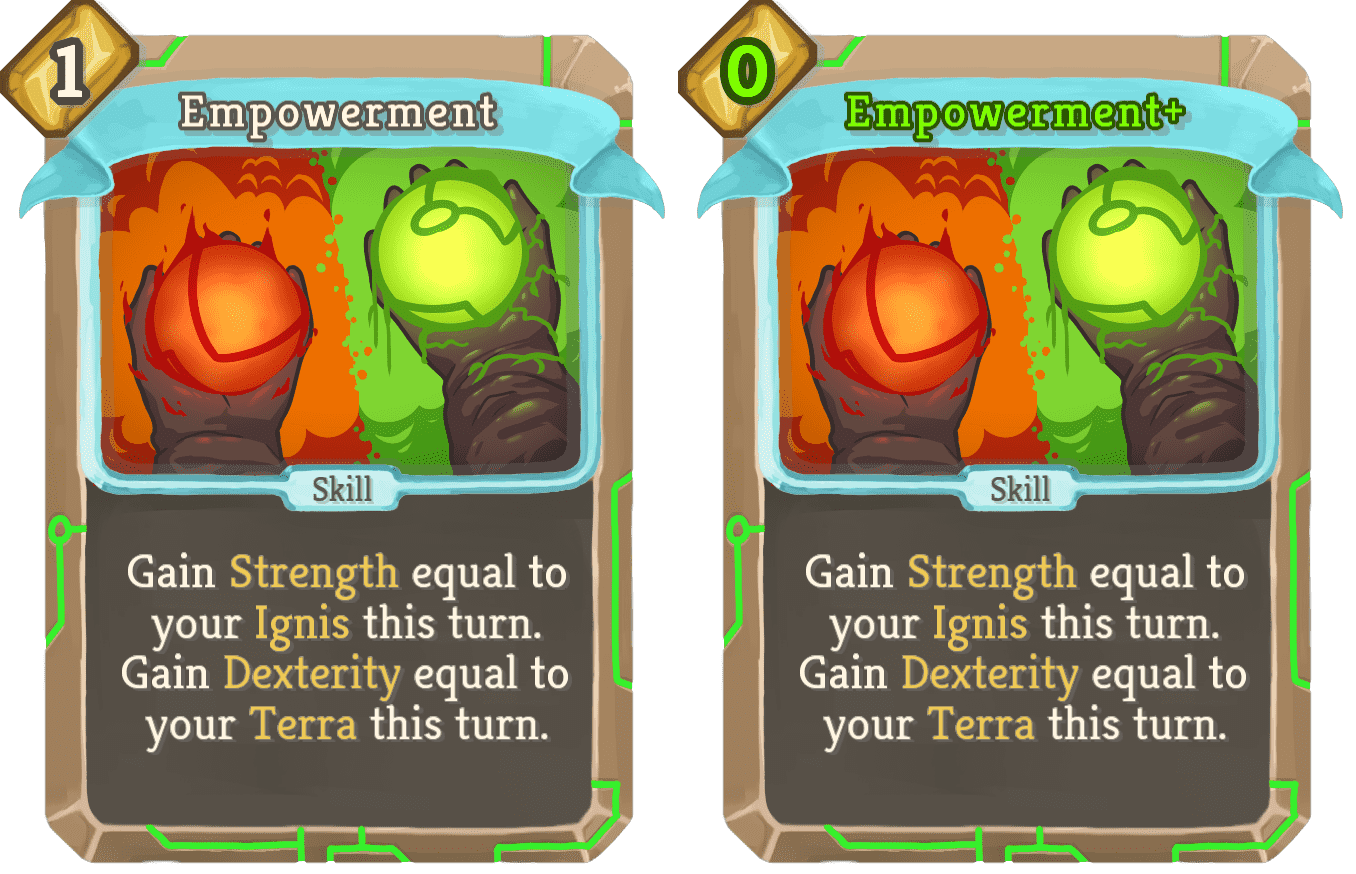 1
Empowerment
Skill
Gain Strength equal to
your Ignis this turn.
Gain Dexterity equal to
your Terra this turn.
0
Empowerment+
Skill
Gain Strength equal to
your Ignis this turn.
Gain Dexterity equal to
your Terra this turn.